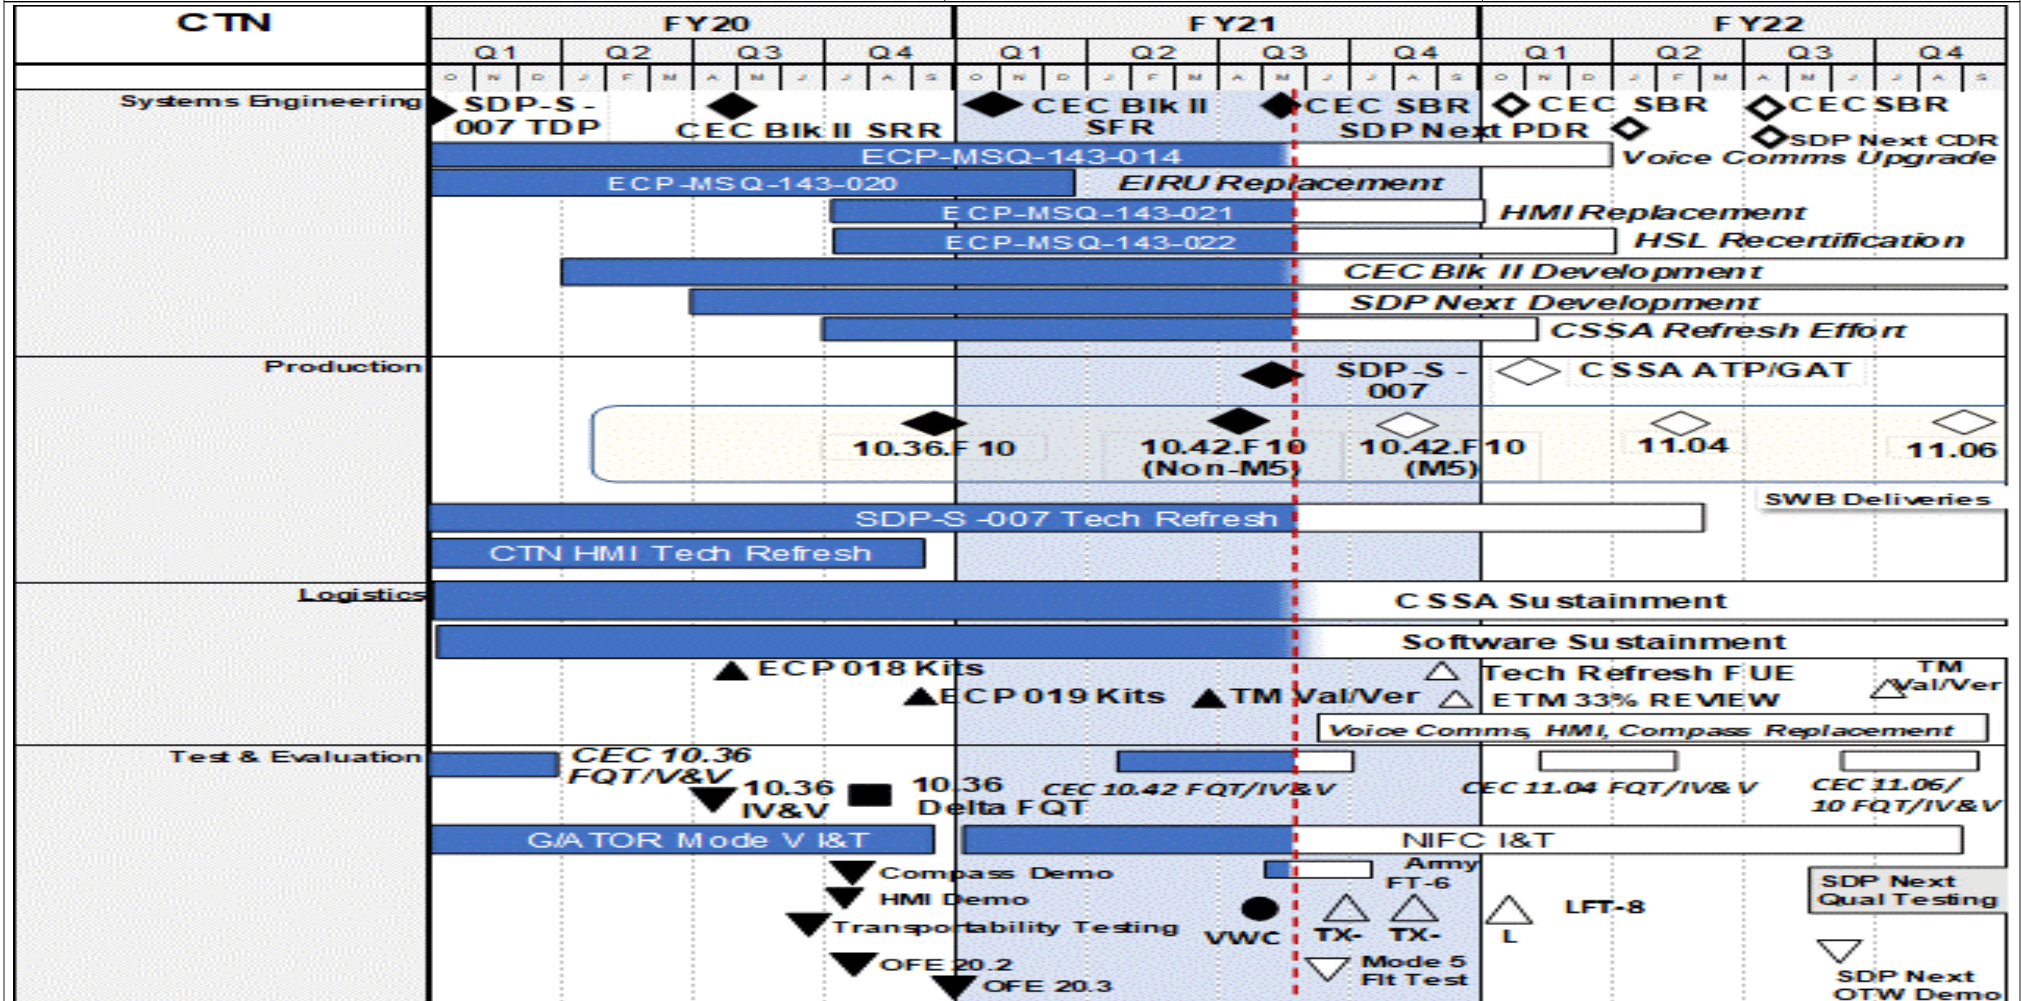 CTN
FY20 FY21 FY22
Q1 Q2 Q3 Q4 Q1 Q2 Q3 Q4 Q1 Q2 Q3 Q4
O N D J F M A M J J A S O N D J F M A M J J A S O N D J F M A M J J A S
Systems Engineering
SDP-S -
007 TDP
CEC Blk II SRR
CEC Blk II
SFR
CEC SBR
SDP Next PDR
CEC SBR
CEC SBR
SDP Next CDR
ECP-MSQ-143-014
Voice Comms Upgrade
ECP-MSQ-143-020
EIRU Replacement
ECP-MSQ-143-021
HMI Replacement
ECP-MSQ-143-022
HSL Recertification
CEC Blk II Development
SDP Next Development
CSSA Refresh Effort
Production
SDP-S -
007
CSSA ATP/GAT
10.36.F10
10.42.F10
(Non-M5)
10.42.F10
(M5)
11.04
11.06
SWB Deliveries
SDP-S -007 Tech Refresh
CTN HMI Tech Refresh
Logistics
CSSA Sustainment
Software Sustainment
ECP 018 Kits
Tech Refresh FUE
TM
Val/Ver
ECP 019 Kits
TM Val/Ver
ETM 33% REVIEW
Voice Comms, HMI, Compass Replacement
Test & Evaluation
CEC 10.36
FQT/V&V
10.36
IV&V
10.36
Delta FQT
CEC 10.42 FQT/IV&V
CEC 11.04 FQT/IV&V
CEC 11.06/
10 FQT/IV&V
G/ATOR Mode V I&T
NIFC I&T
Compass Demo
Army
FT-6
HMI Demo
SDP Next
Qual Testing
Transportability Testing
VWC
TX-
TX-
L
LFT-8
OFE 20.2
OFE 20.3
Mode 5
Flt Test
SDP Next
OTW Demo